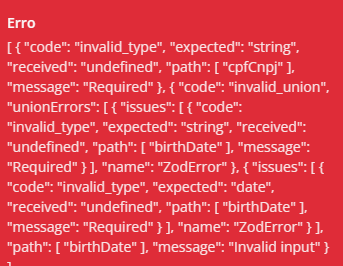 Erro
[ { "code": "invalid_type", "expected": "string",
"received": "undefined", "path": [ "cpfCnpj" ],
"message": "Required" }, { "code": "invalid_union",
"unionErrors": [ { "issues": [ { "code":
"invalid_type", "expected": "string", "received":
"undefined", "path": [ "birthDate" ], "message":
"Required" } ], "name": "ZodError" }, { "issues": [ {
"code": "invalid_type", "expected": "date",
"received": "undefined", "path": [ "birthDate" ],
"message": "Required" } ], "name": "ZodError" } ],
"path": [ "birthDate" ], "message": "Invalid input" }
]